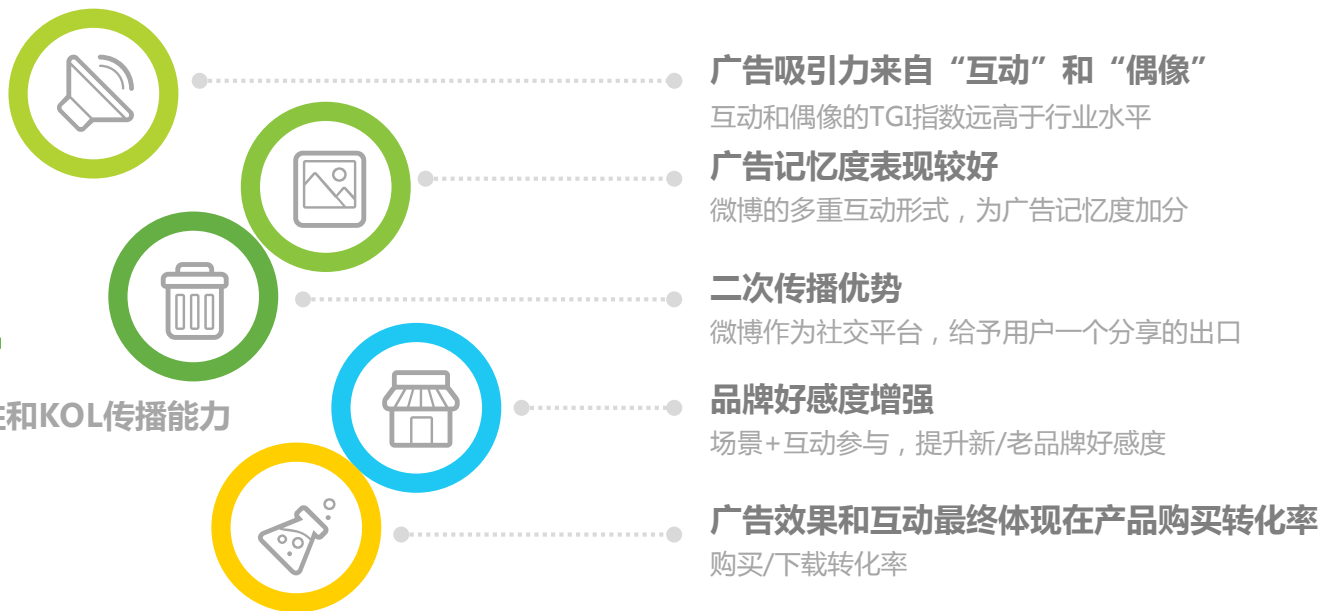 广告吸引力来自“互动”和“偶像”
互动和偶像的TGI指数远高于行业水平
广告记忆度表现较好
微博的多重互动形式，为广告记忆度加分
二次传播优势
微博作为社交平台，给予用户一个分享的出口
和KOL传播能力
品牌好感度增强
场景+互动参与，提升新/老品牌好感度
广告效果和互动最终体现在产品购买转化率
购买/下载转化率